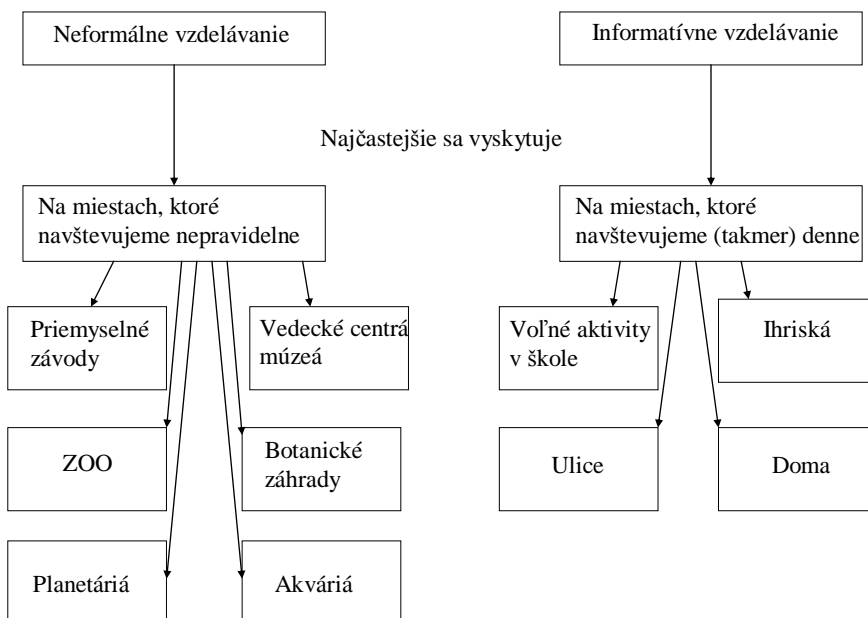 Neformálne vzdelávanie
Informatívne vzdelávanie
Najčastejšie sa vyskytuje
Na miestach, ktoré
navštevujeme nepravidelne
Na miestach, ktoré
navštevujeme (takmer) denne
Priemyselné
závody
Vedecké centrá
múzeá
Voľné aktivity
v škole
Ihriská
ZOO
Botanické
záhrady
Ulice
Doma
Planetáriá
Akváriá